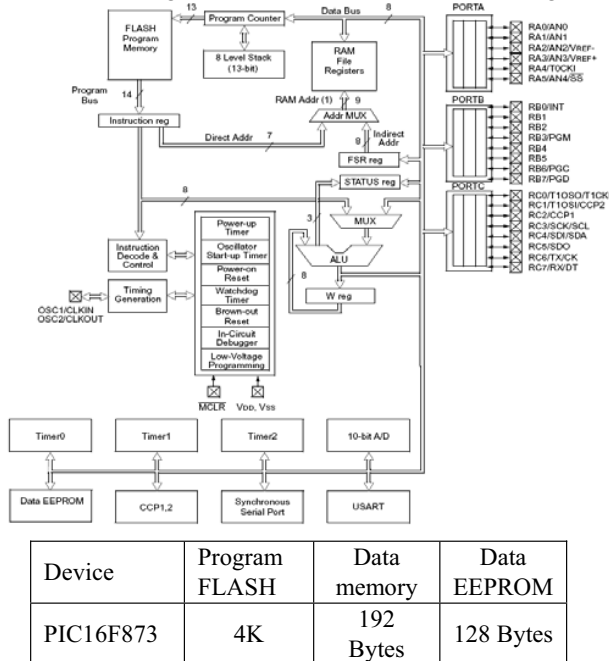 13
Program Counter
Data Bus
8
PORTA
FLASH
Program
Memory
8 Level Stack
(13-bit)
RAM
File
Registers
RA0/AN0
RA1/AN1
RA2/AN2/VREF-
RA3/AN3/VREF+
RA4/T0CKI
RA5/AN4/SS
Program
Bus
14
RAM Addr (1)
9
PORTB
Instruction reg
Addr MUX
Direct Addr
7
8
Indirect
Addr
FSR reg
RB0/INT
RB1
RB2
RB3/PGM
RB4
RB5
RB6/PGC
RB7/PGD
STATUS reg
8
PORTC
3
MUX
RC0/T1OSO/T1CK
RC1/T1OSI/CCP2
RC2/CCP1
RC3/SCK/SCL
RC4/SDI/SDA
RC5/SDO
RC6/TX/CK
RC7/RX/DT
Power-up
Timer
Instruction
Decode &
Control
Oscillator
Start-up Timer
Power-on
Reset
ALU
8
Timing
Generation
Watchdog
Timer
W reg
OSC1/CLKIN
OSC2/CLKOUT
Brown-out
Reset
In-Circuit
Debugger
Low-Voltage
Programming
MCLR
VDD, VSS
Timer0
Timer1
Timer2
10-bit A/D
Data EEPROM
CCP1,2
Synchronous
Serial Port
USART
Device
Program
FLASH
Data
memory
Data
EEPROM
PIC16F873
4K
192
Bytes
128 Bytes